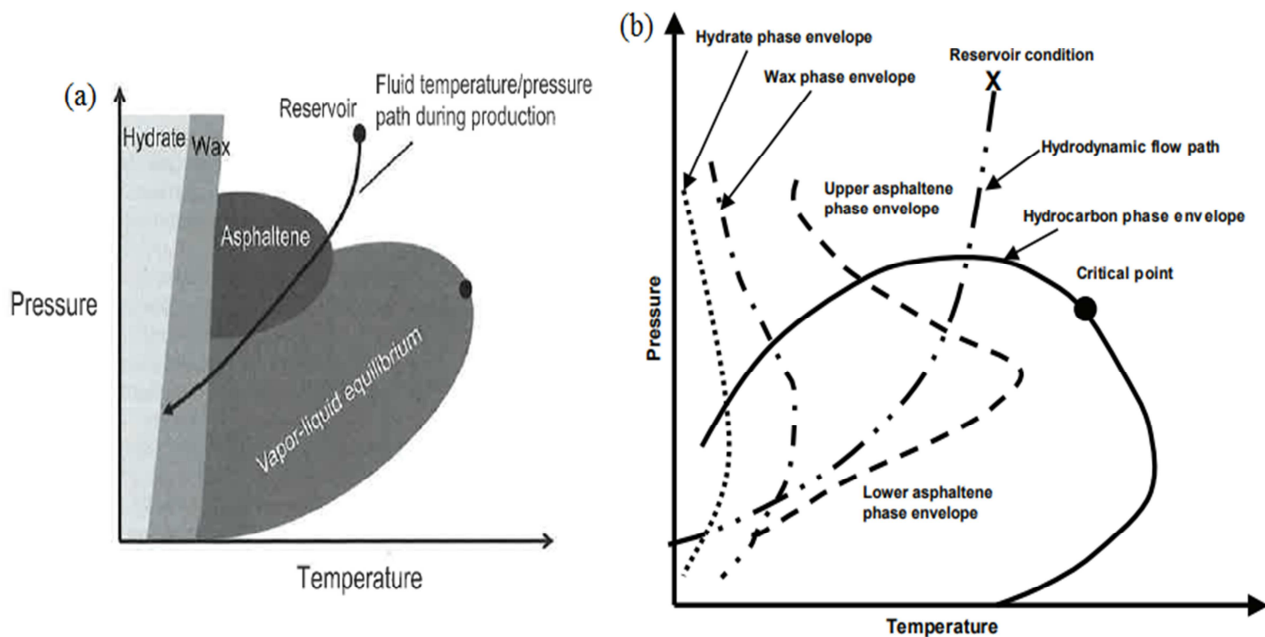 (a)
Reservoir
Fluid temperature/pressure
path during production
Hydrate
Wax
Asphaltene
Pressure
Vapor-liquid equilibrium
Temperature
(b)
Hydrate phase envelope
Wax phase envelope
Reservoir condition
X
Hydrodynamic flow path
Upper asphaltene
phase envelope
Hydrocarbon phase envelope
Critical point
Pressure
Lower asphaltene
phase envelope
Temperature